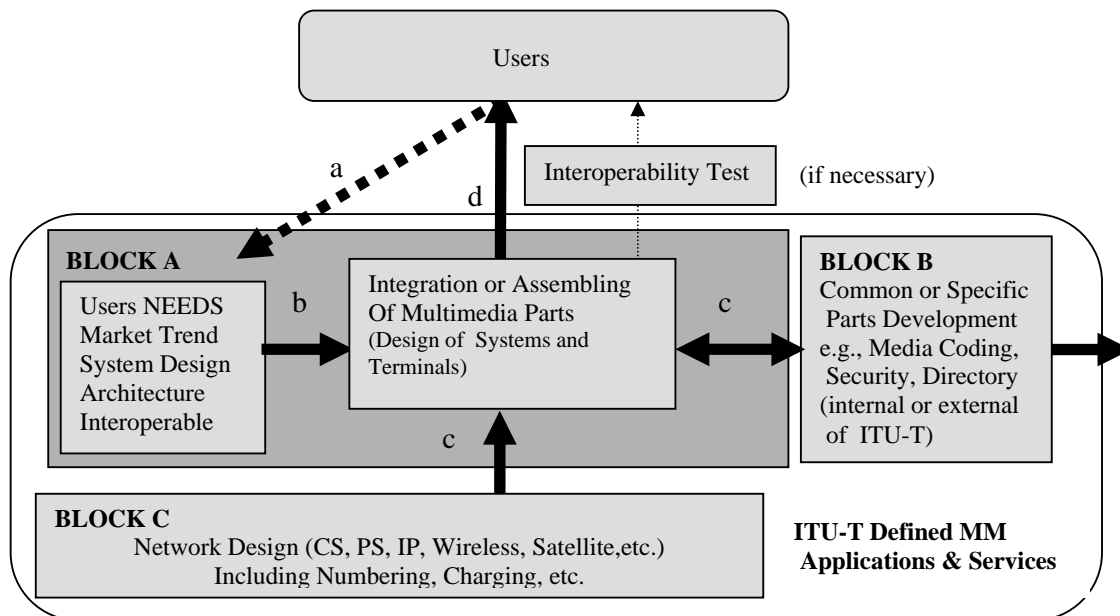 Users
a
d
Interoperability Test
(if necessary)
BLOCK A
Users NEEDS
Market Trend
System Design
Architecture
Interoperable
b
Integration or Assembling
Of Multimedia Parts
(Design of Systems and
Terminals)
c
BLOCK B
Common or Specific
Parts Development
e.g., Media Coding,
Security, Directory
(internal or external
of ITU-T)
c
BLOCK C
Network Design (CS, PS, IP, Wireless, Satellite,etc.)
Including Numbering, Charging, etc.
ITU-T Defined MM
Applications & Services